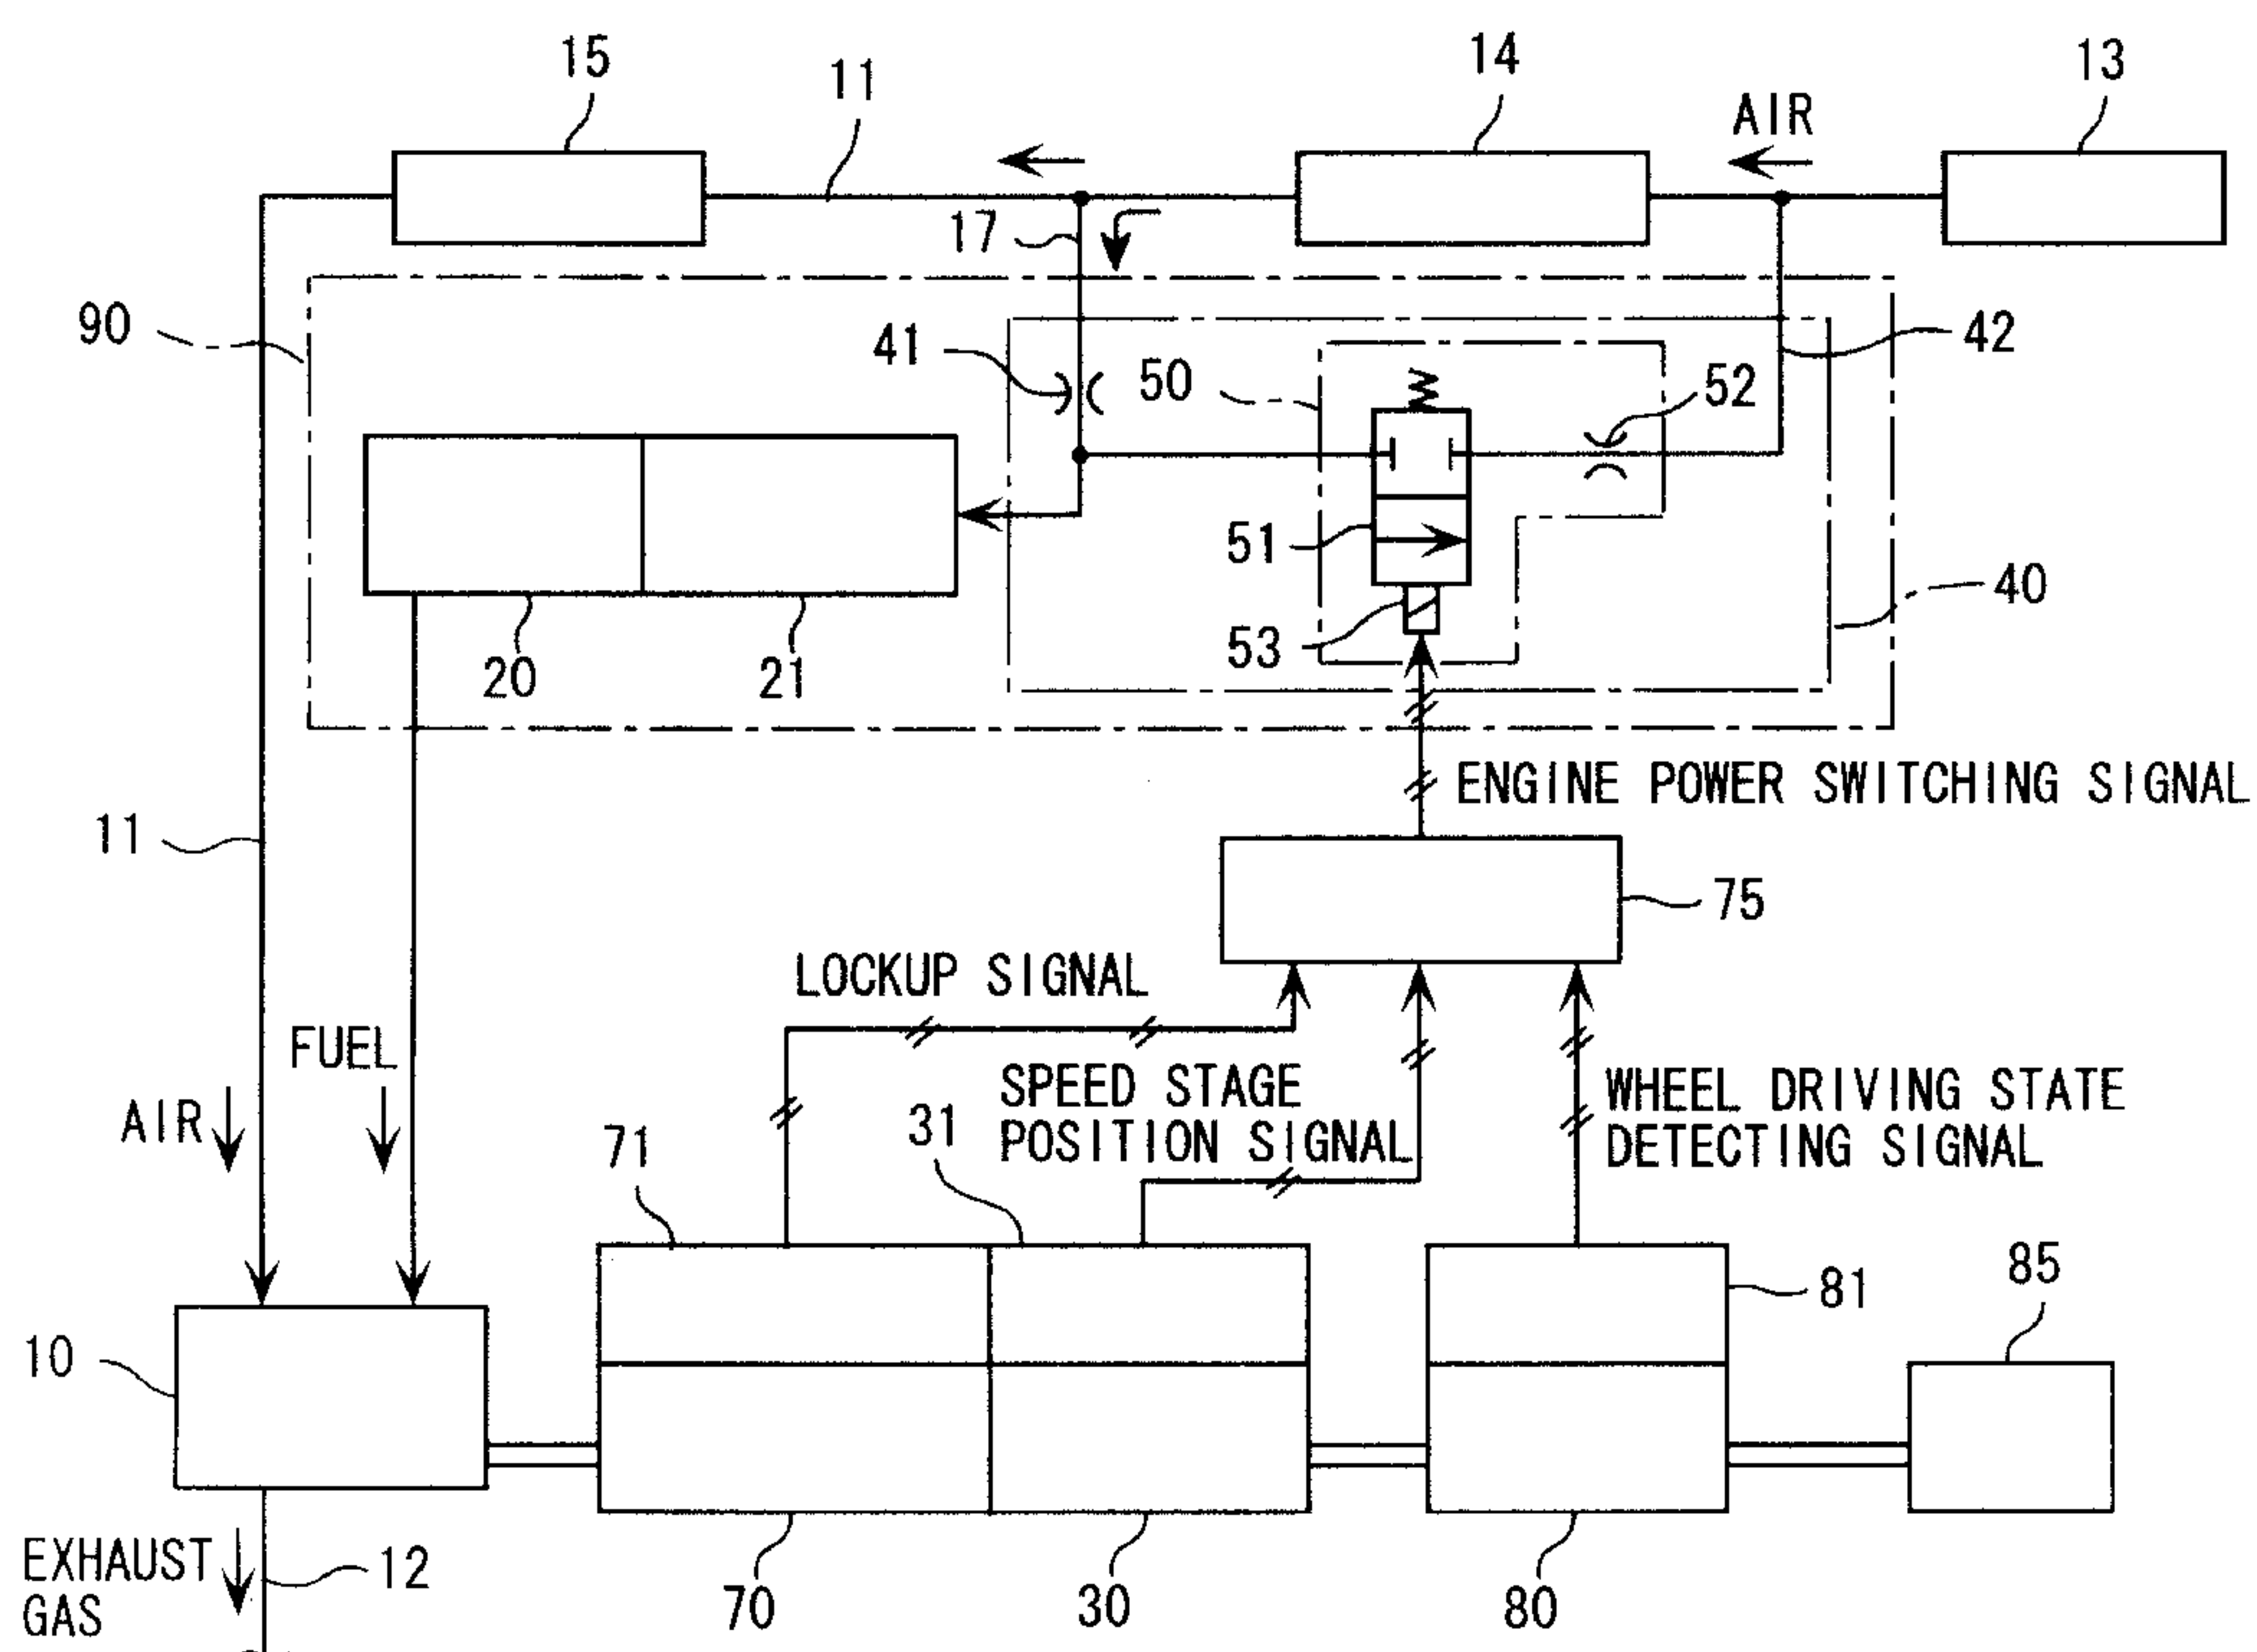 15
11
14
AIR
13
17
90
41
50
52
42
51
53
40
20
21
ENGINE POWER SWITCHING SIGNAL
11
75
LOCKUP SIGNAL
FUEL
AIR
SPEED STAGE
POSITION SIGNAL
WHEEL DRIVING STATE
DETECTING SIGNAL
71
31
81
85
10
EXHAUST
GAS
12
70
30
80